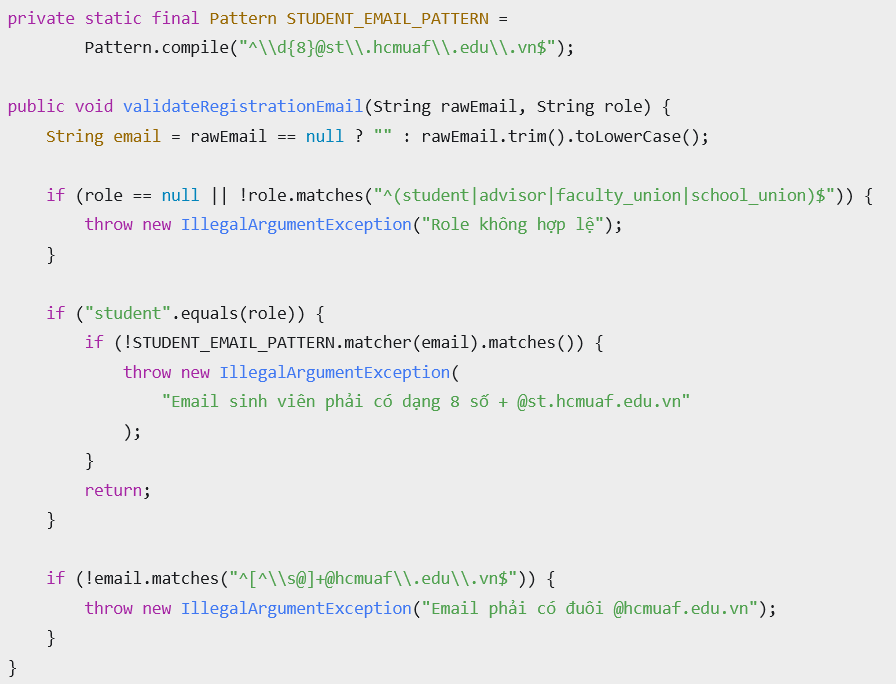 private static final Pattern STUDENT_EMAIL_PATTERN =
        Pattern.compile("^\\d{8}@st\\.hcmuaf\\.edu\\.vn$");

public void validateRegistrationEmail(String rawEmail, String role) {
    String email = rawEmail == null ? "" : rawEmail.trim().toLowerCase();

    if (role == null || !role.matches("^(student|advisor|faculty_union|school_union)$")) {
        throw new IllegalArgumentException("Role không hợp lệ");
    }

    if ("student".equals(role)) {
        if (!STUDENT_EMAIL_PATTERN.matcher(email).matches()) {
            throw new IllegalArgumentException(
                "Email sinh viên phải có dạng 8 số + @st.hcmuaf.edu.vn"
            );
        }
        return;
    }

    if (!email.matches("^[^\\s@]+@hcmuaf\\.edu\\.vn$")) {
        throw new IllegalArgumentException("Email phải có đuôi @hcmuaf.edu.vn");
    }
}